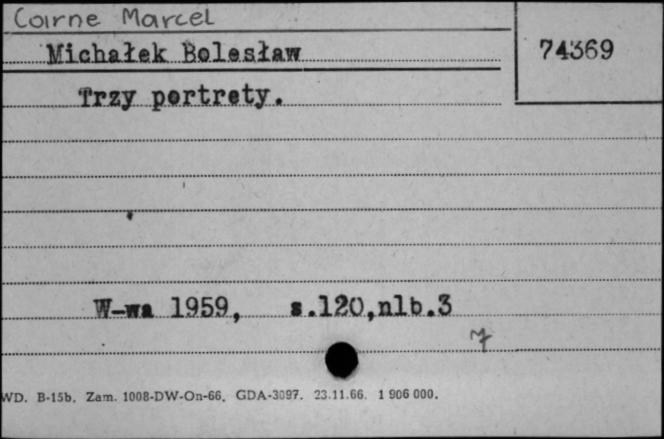 Coirne Marcel
Michałek Bolesław
74369
Trzy portrety.
W-wa 1959, s.120,nlb.3
WD. B-15b. Zam. 1008-DW-On-66. GDA-3097. 23.11.66. 1 906 000.